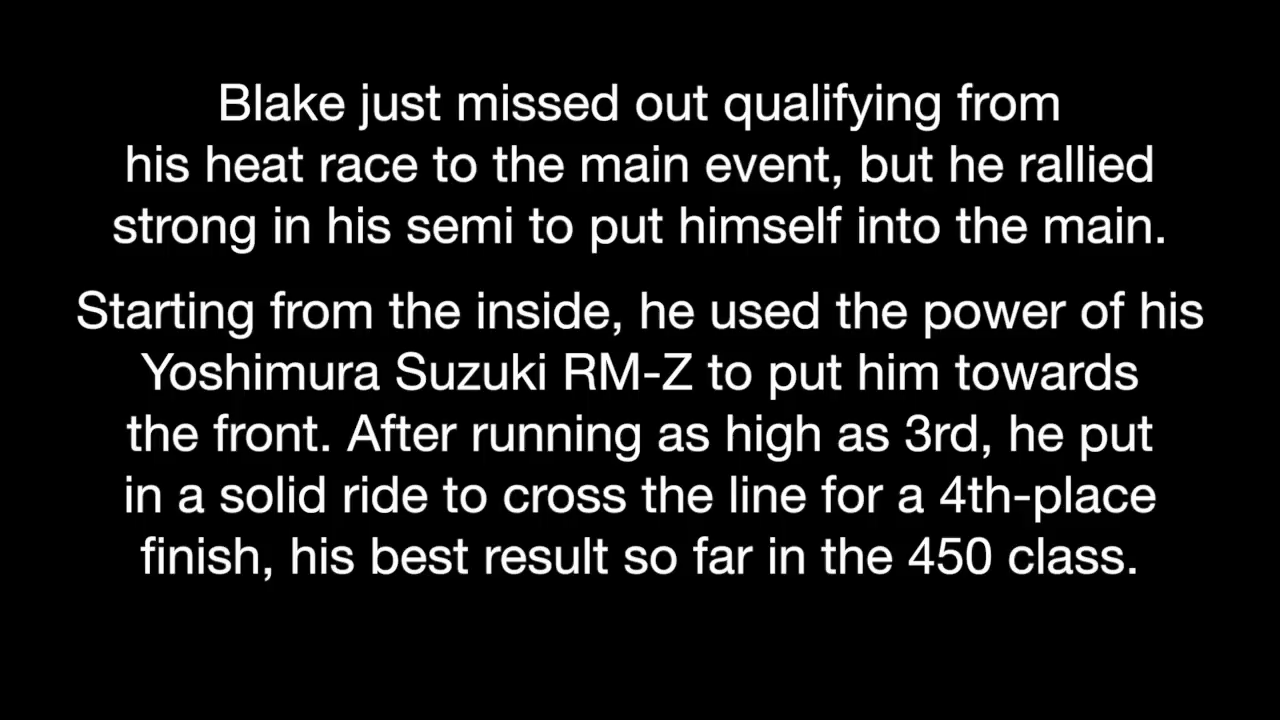 Blake just missed out qualifying from
his heat race to the main event, but he rallied
strong in his semi to put himself into the main.
Starting from the inside, he used the power of his
Yoshimura Suzuki RM-Z to put him towards
the front. After running as high as 3rd, he put
in a solid ride to cross the line for a 4th-place
finish, his best result so far in the 450 class.